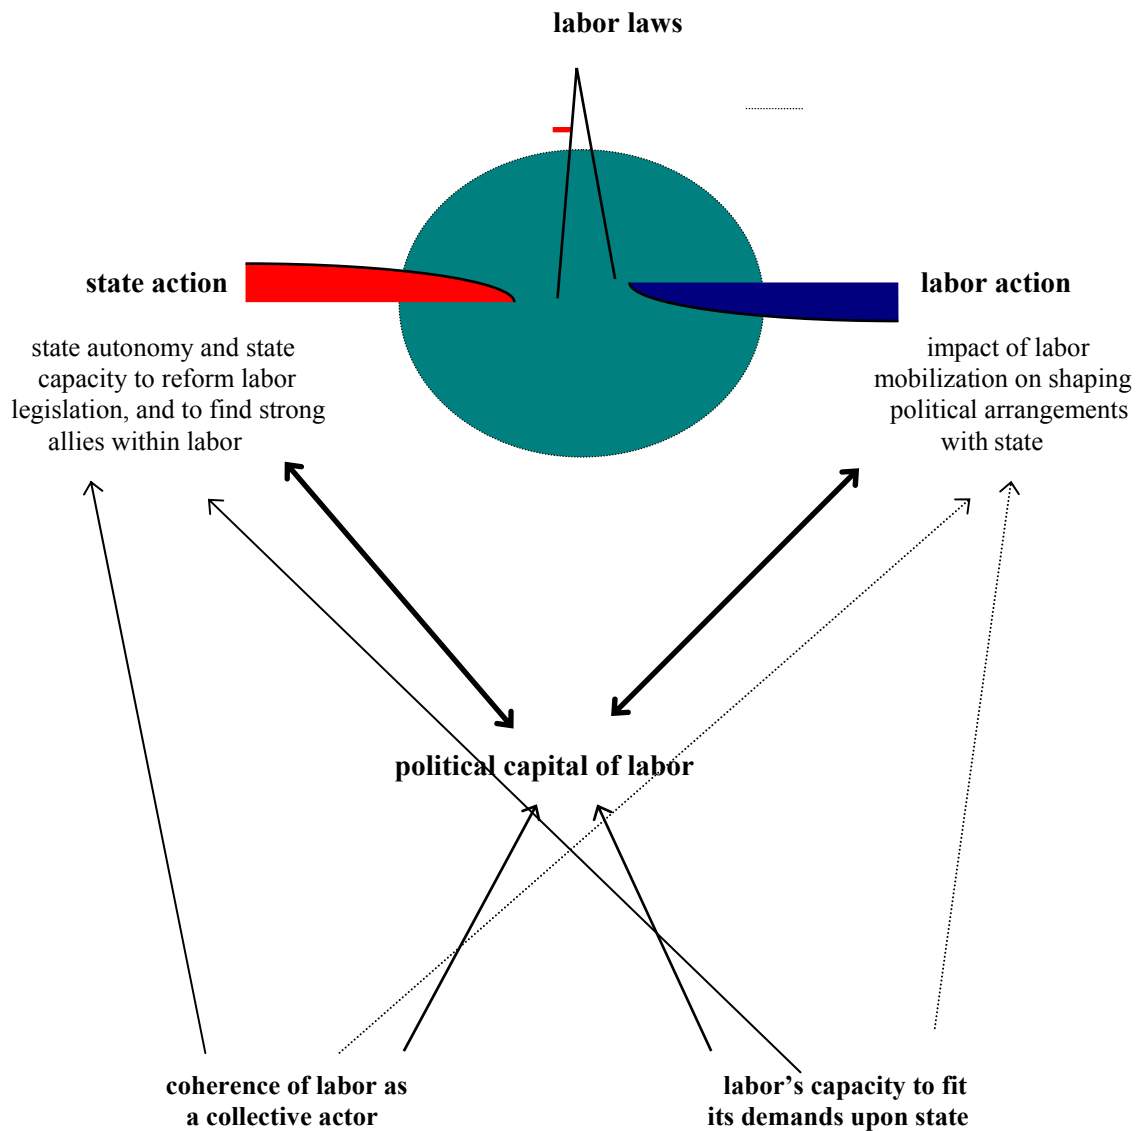 labor laws
state action
labor action
state autonomy and state
capacity to reform labor
legislation, and to find strong
allies within labor
impact of labor
mobilization on shaping
political arrangements
with state
political capital of labor
coherence of labor as
a collective actor
labor’s capacity to fit
its demands upon state